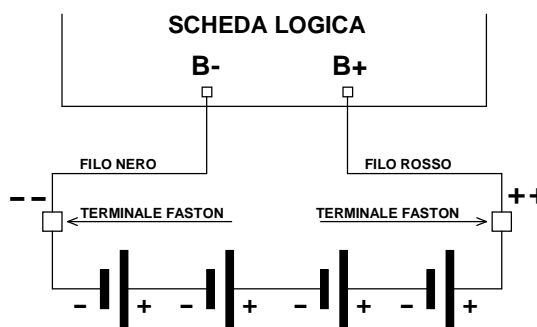 SCHEDA LOGICA
B- B+
FILO NERO FILO ROSSO
-- ++
TERMINALE FASTON TERMINALE FASTON
- + - + - + - +